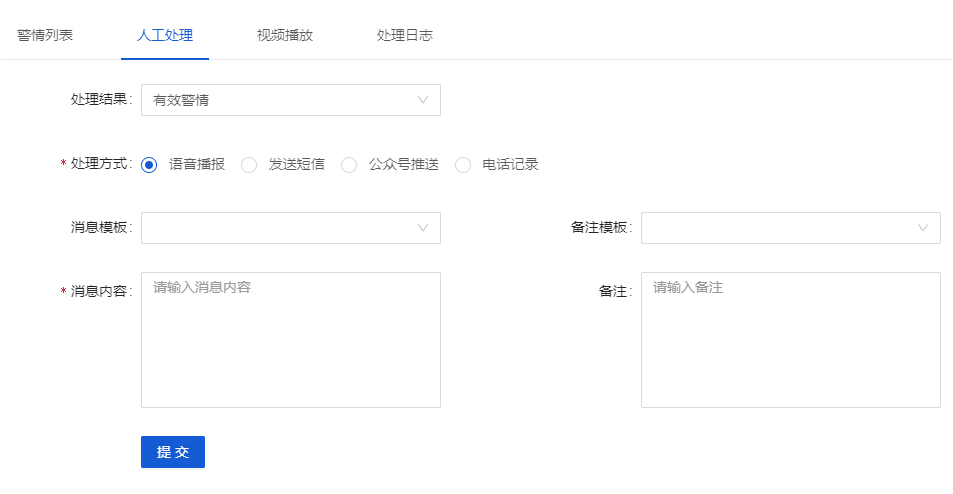 警情列表 人工处理 视频播放 处理日志
处理结果: 有效警情
* 处理方式: 语音播报 发送短信 公众号推送 电话记录
消息模板: 备注模板:
* 消息内容: 请输入消息内容 备注: 请输入备注
提 交